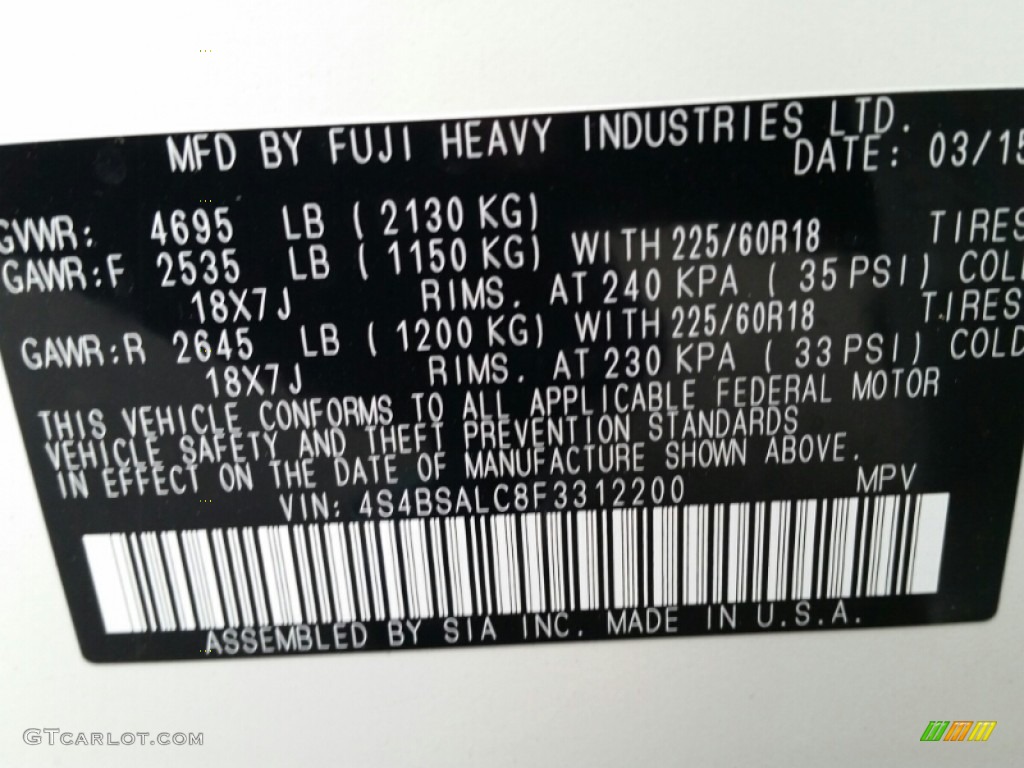 MFD BY FUJI HEAVY INDUSTRIES LTD.
DATE: 03/15
GVWR: 4695 LB ( 2130 KG)
GAWR:F 2535 LB ( 1150 KG) WITH 225/60R18 TIRES
18X7J RIMS. AT 240 KPA ( 35 PSI) COLD
GAWR:R 2645 LB ( 1200 KG) WITH 225/60R18 TIRES
18X7J RIMS. AT 230 KPA ( 33 PSI) COLD
THIS VEHICLE CONFORMS TO ALL APPLICABLE FEDERAL MOTOR
VEHICLE SAFETY AND THEFT PREVENTION STANDARDS
IN EFFECT ON THE DATE OF MANUFACTURE SHOWN ABOVE.
VIN: 4S4BSALC8F3312200 MPV
ASSEMBLED BY SIA INC. MADE IN U.S.A.
GTCarLot.com